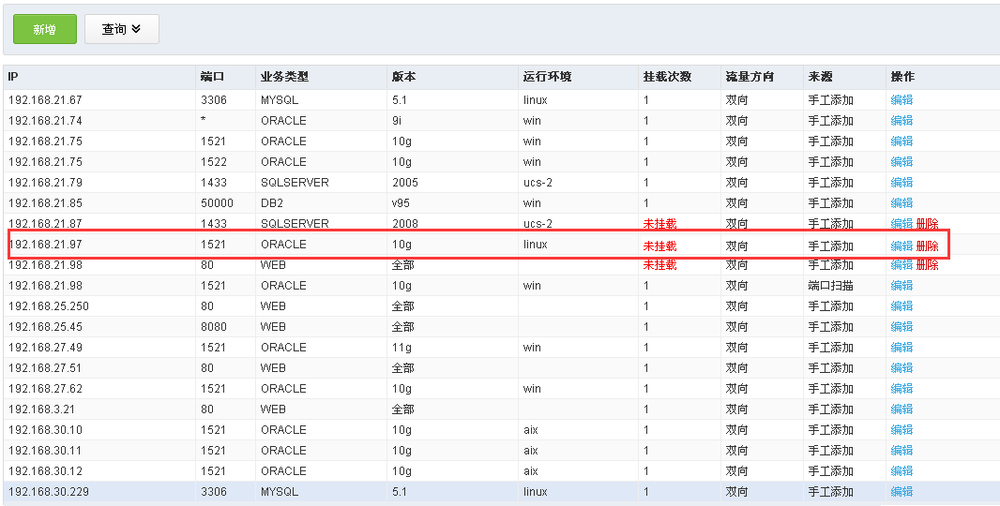 新增 查询
IP 端口 业务类型 版本 运行环境 挂载次数 流量方向 来源 操作
192.168.21.67 3306 MYSQL 5.1 linux 1 双向 手工添加 编辑
192.168.21.74 * ORACLE 9i win 1 双向 手工添加 编辑
192.168.21.75 1521 ORACLE 10g win 1 双向 手工添加 编辑
192.168.21.75 1522 ORACLE 10g win 1 双向 手工添加 编辑
192.168.21.79 1433 SQLSERVER 2005 ucs-2 1 双向 手工添加 编辑
192.168.21.85 50000 DB2 v95 win 1 双向 手工添加 编辑
192.168.21.87 1433 SQLSERVER 2008 ucs-2 未挂载 双向 手工添加 编辑 删除
192.168.21.97 1521 ORACLE 10g linux 未挂载 双向 手工添加 编辑 删除
192.168.21.98 80 WEB 全部 未挂载 双向 手工添加 编辑 删除
192.168.21.98 1521 ORACLE 10g win 1 双向 端口扫描 编辑
192.168.25.250 80 WEB 全部 1 双向 手工添加 编辑
192.168.25.45 8080 WEB 全部 1 双向 手工添加 编辑
192.168.27.49 1521 ORACLE 11g win 1 双向 手工添加 编辑
192.168.27.51 80 WEB 全部 1 双向 手工添加 编辑
192.168.27.62 1521 ORACLE 10g win 1 双向 手工添加 编辑
192.168.3.21 80 WEB 全部 1 双向 手工添加 编辑
192.168.30.10 1521 ORACLE 10g aix 1 双向 手工添加 编辑
192.168.30.11 1521 ORACLE 10g aix 1 双向 手工添加 编辑
192.168.30.12 1521 ORACLE 10g aix 1 双向 手工添加 编辑
192.168.30.229 3306 MYSQL 5.1 linux 1 双向 手工添加 编辑